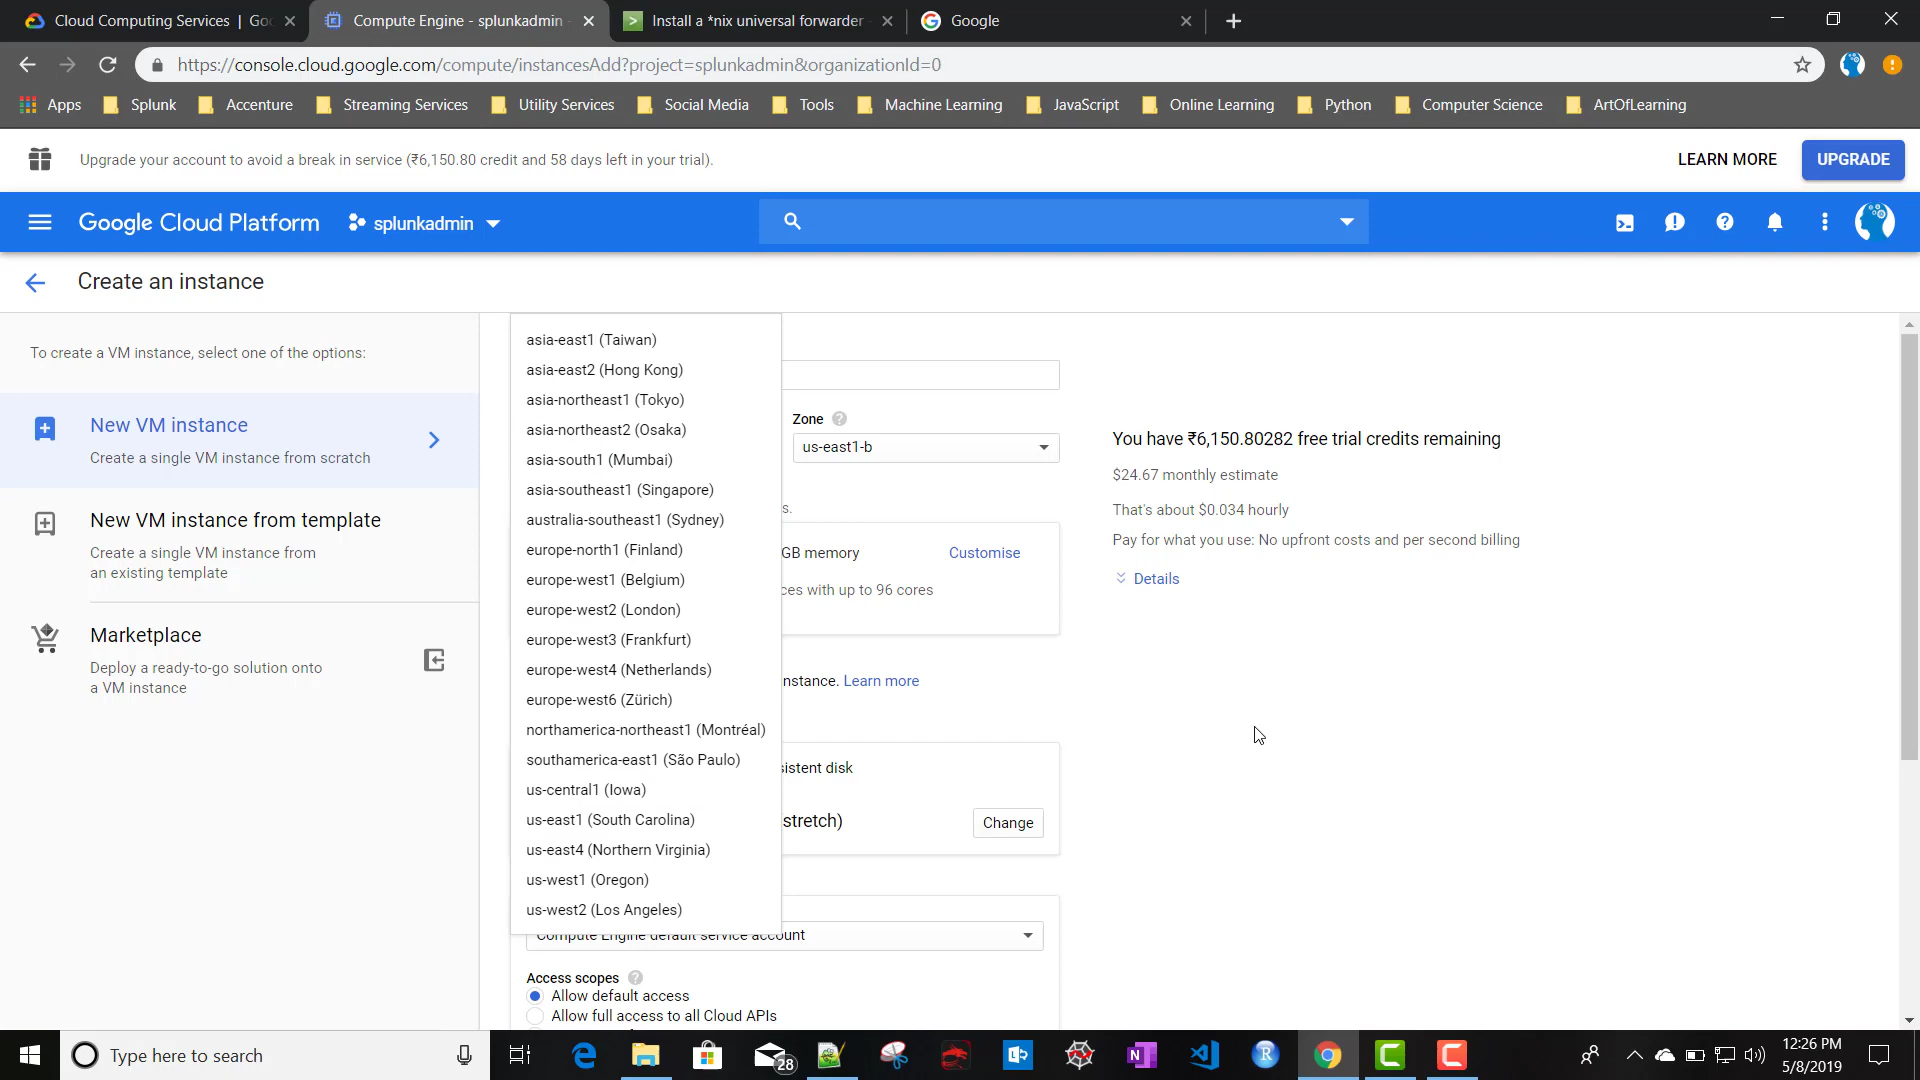 Cloud Computing Services | Goo
Compute Engine - splunkadmin
Install a *nix universal forwarder
Google
https://console.cloud.google.com/compute/instancesAdd?project=splunkadmin&organizationId=0
Apps
Splunk
Accenture
Streaming Services
Utility Services
Social Media
Tools
Machine Learning
JavaScript
Online Learning
Python
Computer Science
ArtOfLearning
Upgrade your account to avoid a break in service (₹6,150.80 credit and 58 days left in your trial).
LEARN MORE
UPGRADE
Google Cloud Platform
splunkadmin
Create an instance
To create a VM instance, select one of the options:
New VM instance
Create a single VM instance from scratch
New VM instance from template
Create a single VM instance from
an existing template
Marketplace
Deploy a ready-to-go solution onto
a VM instance
asia-east1 (Taiwan)
asia-east2 (Hong Kong)
asia-northeast1 (Tokyo)
asia-northeast2 (Osaka)
asia-south1 (Mumbai)
asia-southeast1 (Singapore)
australia-southeast1 (Sydney)
europe-north1 (Finland)
europe-west1 (Belgium)
europe-west2 (London)
europe-west3 (Frankfurt)
europe-west4 (Netherlands)
europe-west6 (Zürich)
northamerica-northeast1 (Montréal)
southamerica-east1 (São Paulo)
us-central1 (Iowa)
us-east1 (South Carolina)
us-east4 (Northern Virginia)
us-west1 (Oregon)
us-west2 (Los Angeles)
Zone
us-east1-b
s.
GB memory
Customise
ces with up to 96 cores
nstance. Learn more
sistent disk
stretch)
Change
Compute Engine default service account
Access scopes
Allow default access
Allow full access to all Cloud APIs
You have ₹6,150.80282 free trial credits remaining
$24.67 monthly estimate
That's about $0.034 hourly
Pay for what you use: No upfront costs and per second billing
Details
Type here to search
28
12:26 PM
5/8/2019